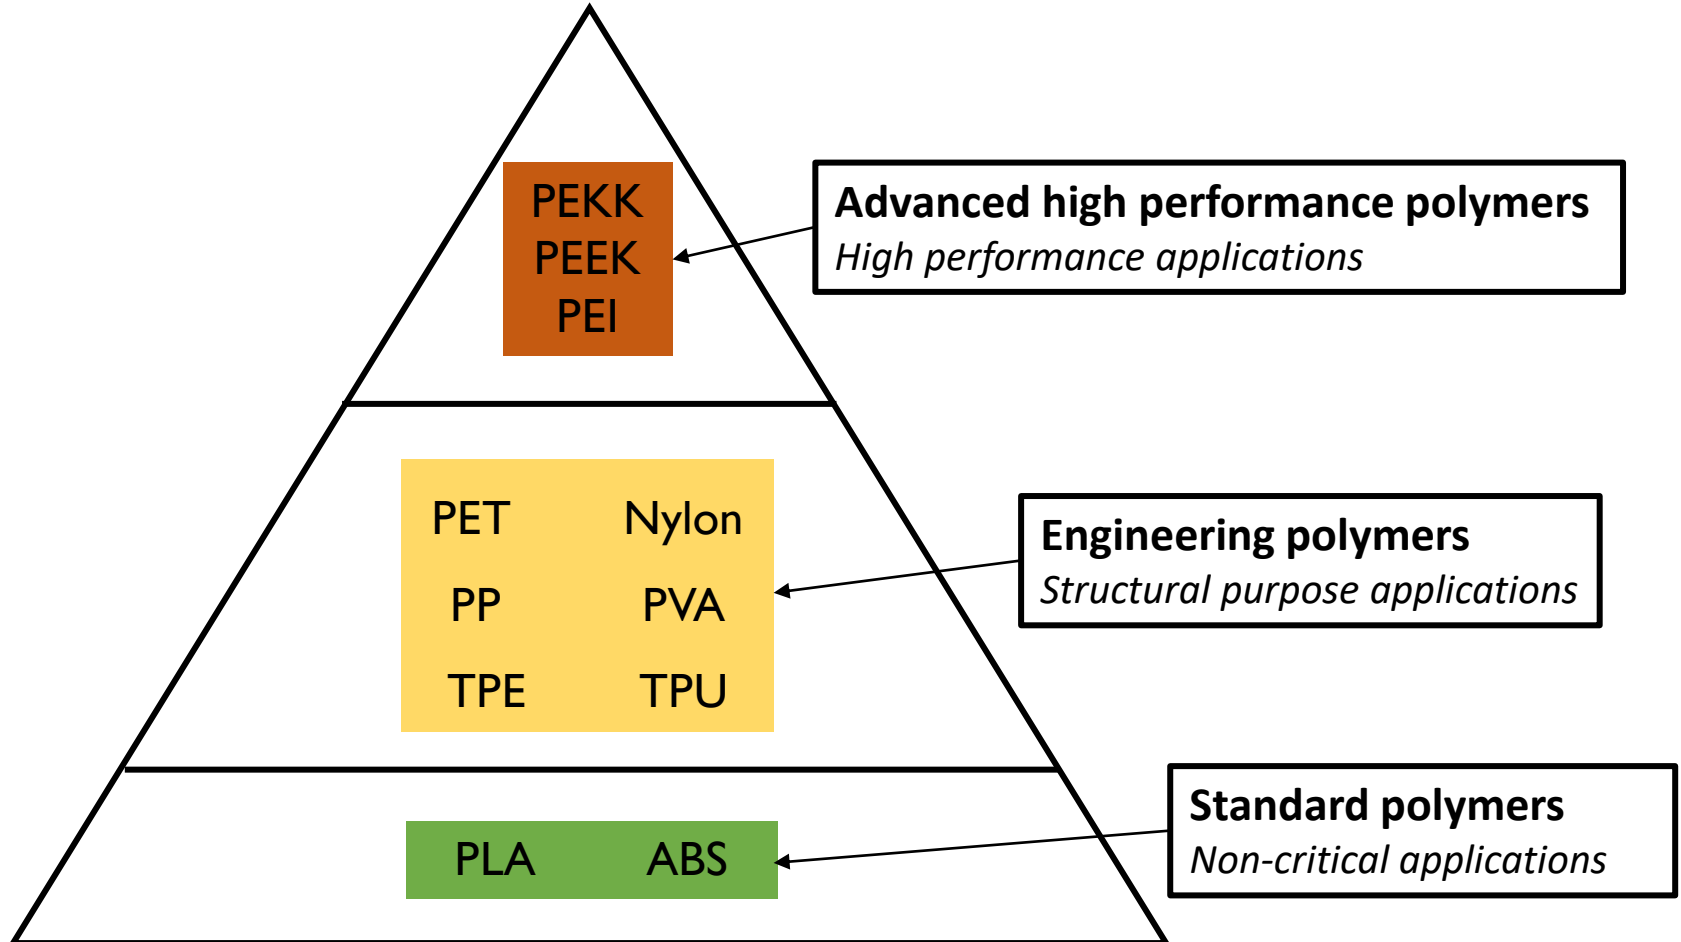 PEKK
PEEK
PEI
Advanced high performance polymers
High performance applications
PET Nylon
PP PVA
TPE TPU
Engineering polymers
Structural purpose applications
PLA ABS
Standard polymers
Non-critical applications